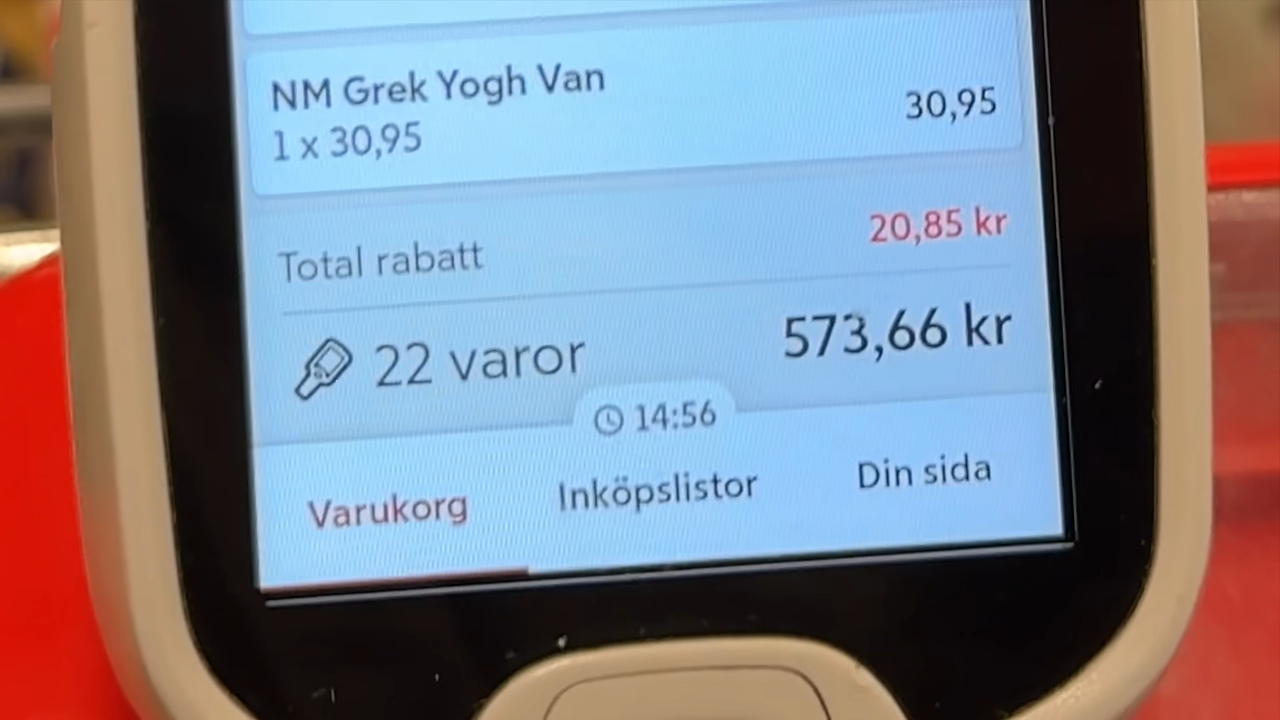 NM Grek Yogh Van
1 x 30,95
30,95
Total rabatt
20,85 kr
22 varor
573,66 kr
14:56
Varukorg
Inköpslistor
Din sida